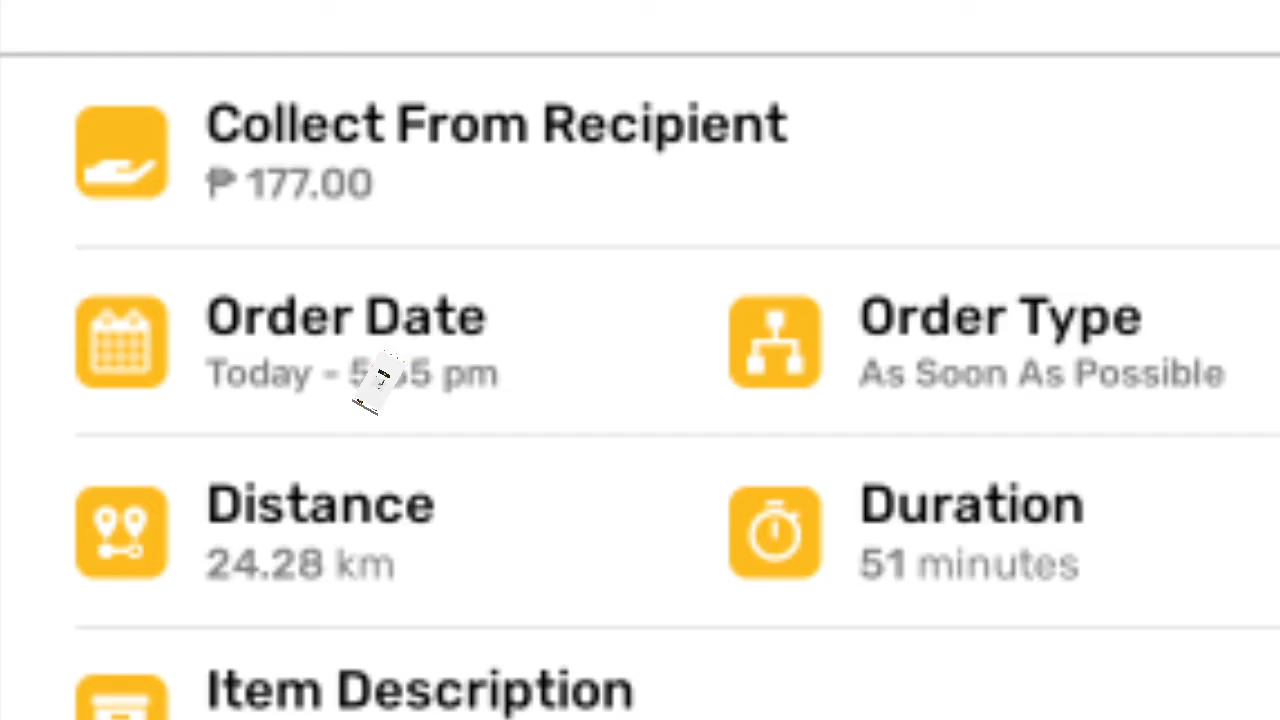 Collect From Recipient
₱ 177.00
Order Date
Order Type
Today - pm
As Soon As Possible
Distance
Duration
24.28 km
51 minutes
Item Description